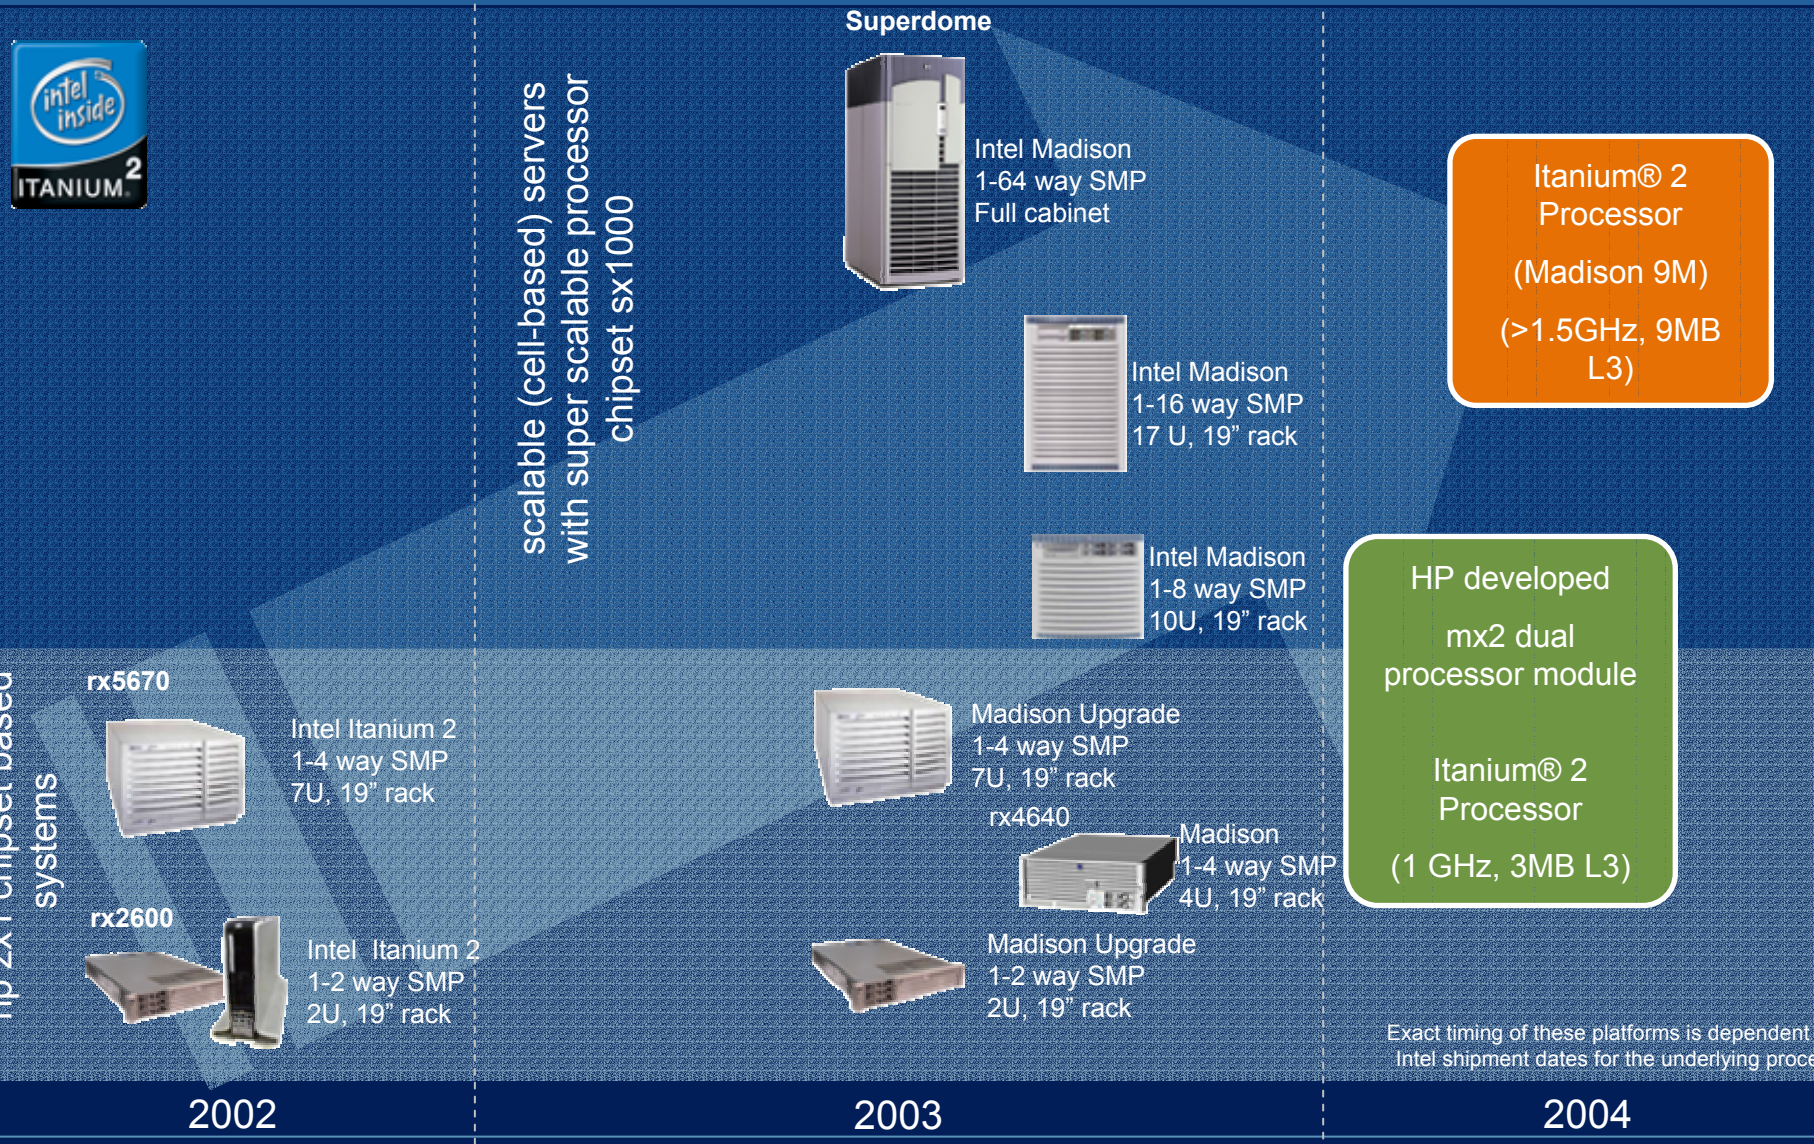 Superdome
intel
inside
ITANIUM. 2
scalable (cell-based) servers
with super scalable processor
chipset sx1000
Intel Madison
1-64 way SMP
Full cabinet
Intel Madison
1-16 way SMP
17 U, 19” rack
Intel Madison
1-8 way SMP
10U, 19” rack
Itanium® 2
Processor
(Madison 9M)
(>1.5GHz, 9MB
L3)
HP developed
mx2 dual
processor module
Itanium® 2
Processor
(1 GHz, 3MB L3)
chipset based
systems
rx5670
Intel Itanium 2
1-4 way SMP
7U, 19” rack
rx2600
Intel Itanium 2
1-2 way SMP
2U, 19” rack
Madison Upgrade
1-4 way SMP
7U, 19” rack
rx4640
Madison
1-4 way SMP
4U, 19” rack
Madison Upgrade
1-2 way SMP
2U, 19” rack
Exact timing of these platforms is dependent
Intel shipment dates for the underlying proce
2002
2003
2004